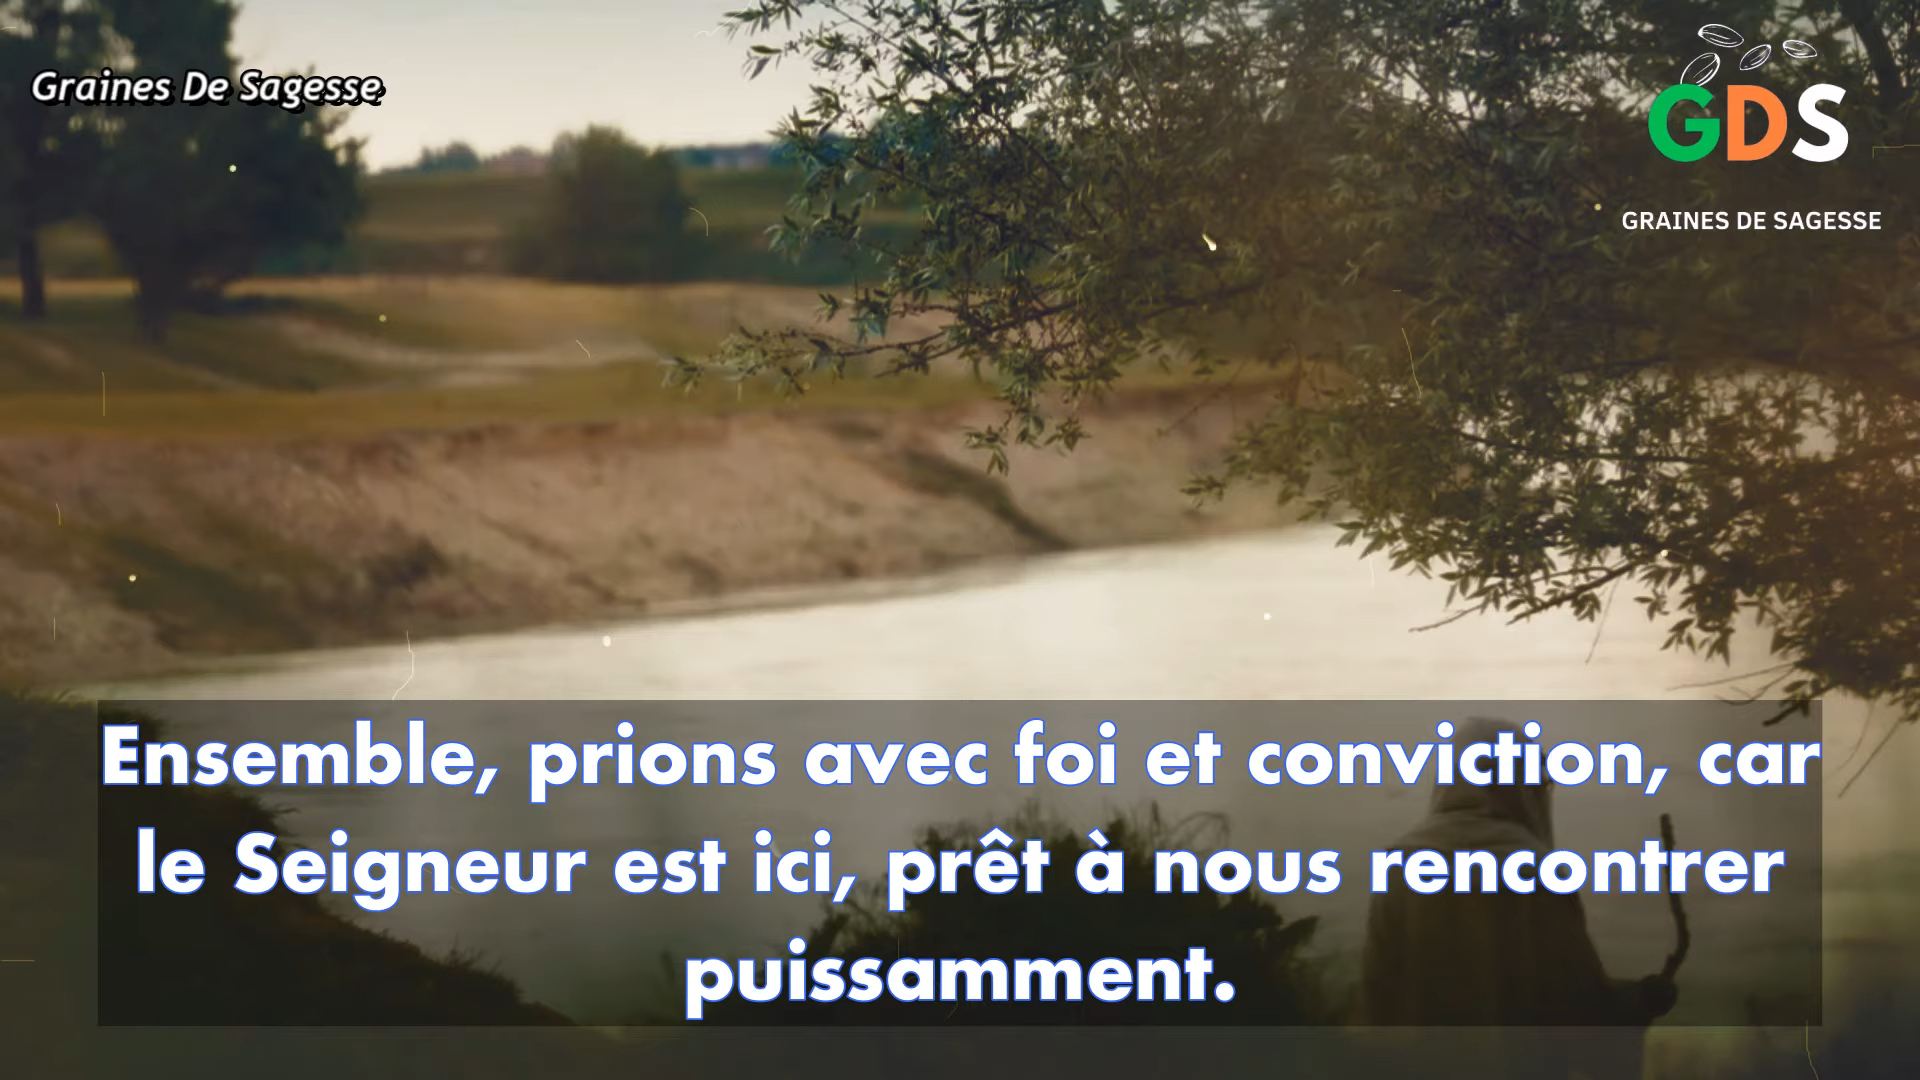 Graines De Sagesse
GDS
GRAINES DE SAGESSE
Ensemble, prions avec foi et conviction, car
le Seigneur est ici, prêt à nous rencontrer
puissamment.